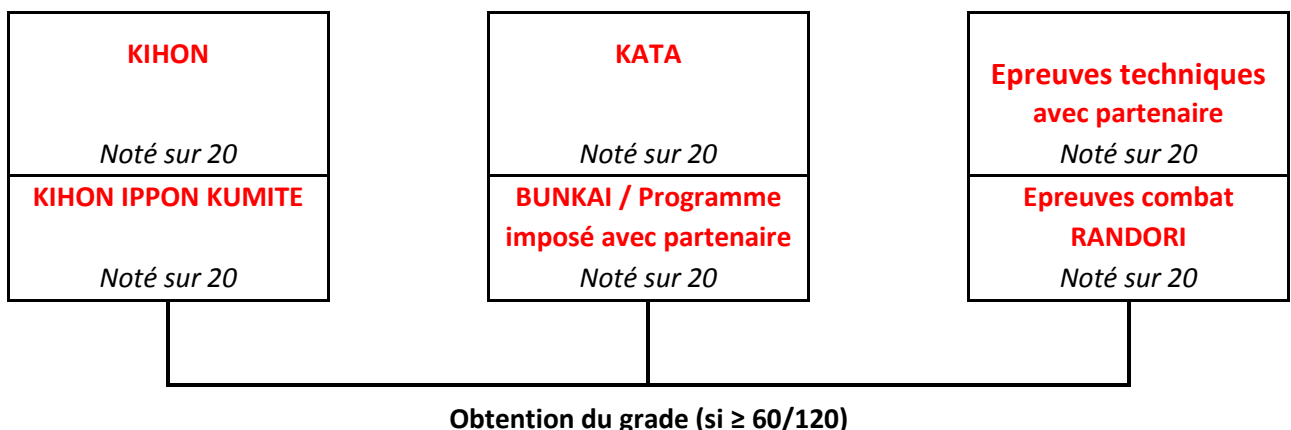 KIHON
Noté sur 20
KIHON IPPON KUMITE
Noté sur 20
KATA
Noté sur 20
BUNKAI / Programme
imposé avec partenaire
Noté sur 20
Epreuves techniques
avec partenaire
Noté sur 20
Epreuves combat
RANDORI
Noté sur 20
Obtention du grade (si ≥ 60/120)